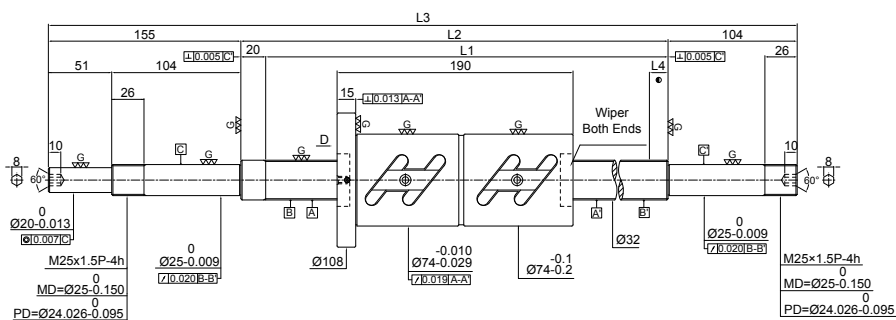 L3
155 L2 104
⊥ 0.005 C' 20 L1 ⊥ 0.005 C'
51 104 190 L4 26
26 15 ⊥ 0.013 A-A'
G G G
Wiper
Both Ends
D G G
10 C G G C' G 10
8 60° 60° 8
B A A' B'
0
Ø20-0.013
◎ 0.007 C
0
Ø25-0.009
↗ 0.020 B-B'
Ø108
-0.010
Ø74-0.029
↗ 0.019 A-A'
-0.1
Ø74-0.2
Ø32
0
Ø25-0.009
↗ 0.020 B-B'
M25x1.5P-4h
0
MD=Ø25-0.150
0
PD=Ø24.026-0.095
M25×1.5P-4h
0
MD=Ø25-0.150
0
PD=Ø24.026-0.095